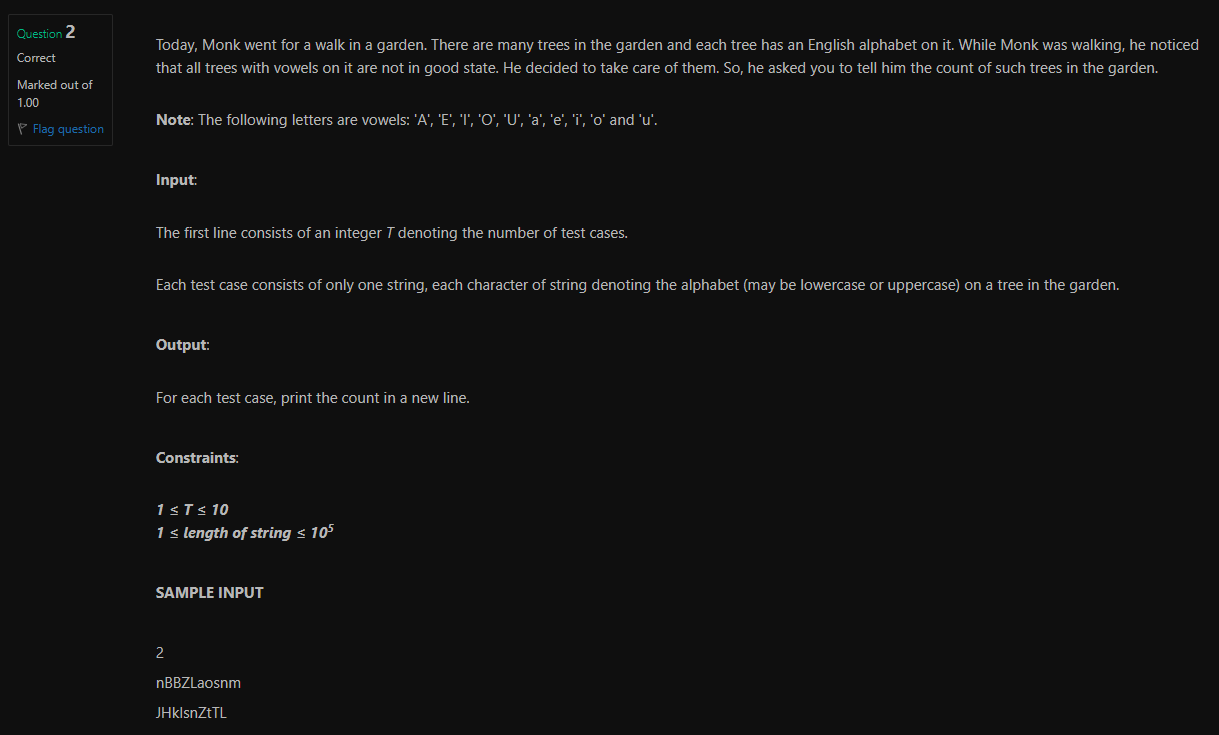 Question 2
Correct
Marked out of
1.00
Flag question
Today, Monk went for a walk in a garden. There are many trees in the garden and each tree has an English alphabet on it. While Monk was walking, he noticed
that all trees with vowels on it are not in good state. He decided to take care of them. So, he asked you to tell him the count of such trees in the garden.
Note: The following letters are vowels: 'A', 'E', 'I', 'O', 'U', 'a', 'e', 'i', 'o' and 'u'.
Input:
The first line consists of an integer T denoting the number of test cases.
Each test case consists of only one string, each character of string denoting the alphabet (may be lowercase or uppercase) on a tree in the garden.
Output:
For each test case, print the count in a new line.
Constraints:
1 ≤ T ≤ 10
1 ≤ length of string ≤ 10⁵
SAMPLE INPUT
2
nBBZLaosnm
JHkIsnZtTL